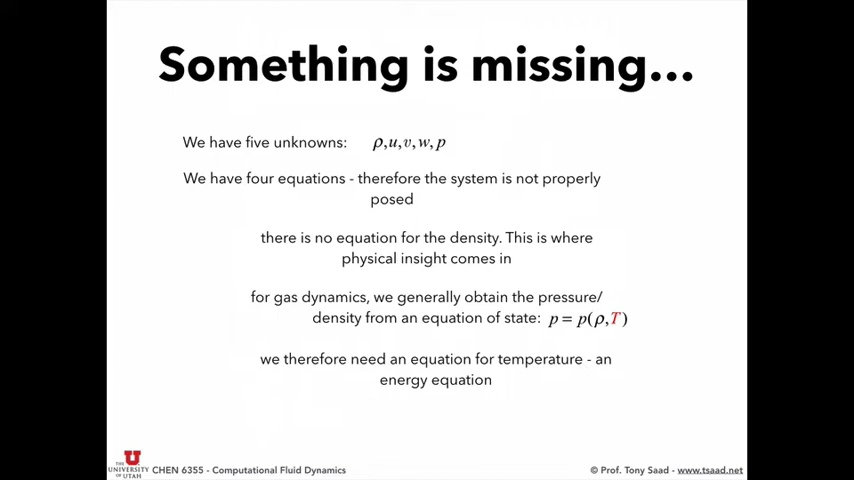 Something is missing...
We have five unknowns: ρ,u,v,w,p
We have four equations - therefore the system is not properly
posed
there is no equation for the density. This is where
physical insight comes in
for gas dynamics, we generally obtain the pressure/
density from an equation of state: p = p(ρ,T)
we therefore need an equation for temperature - an
energy equation
THE
UNIVERSITY
OF UTAH
CHEN 6355 - Computational Fluid Dynamics
© Prof. Tony Saad - www.tsaad.net